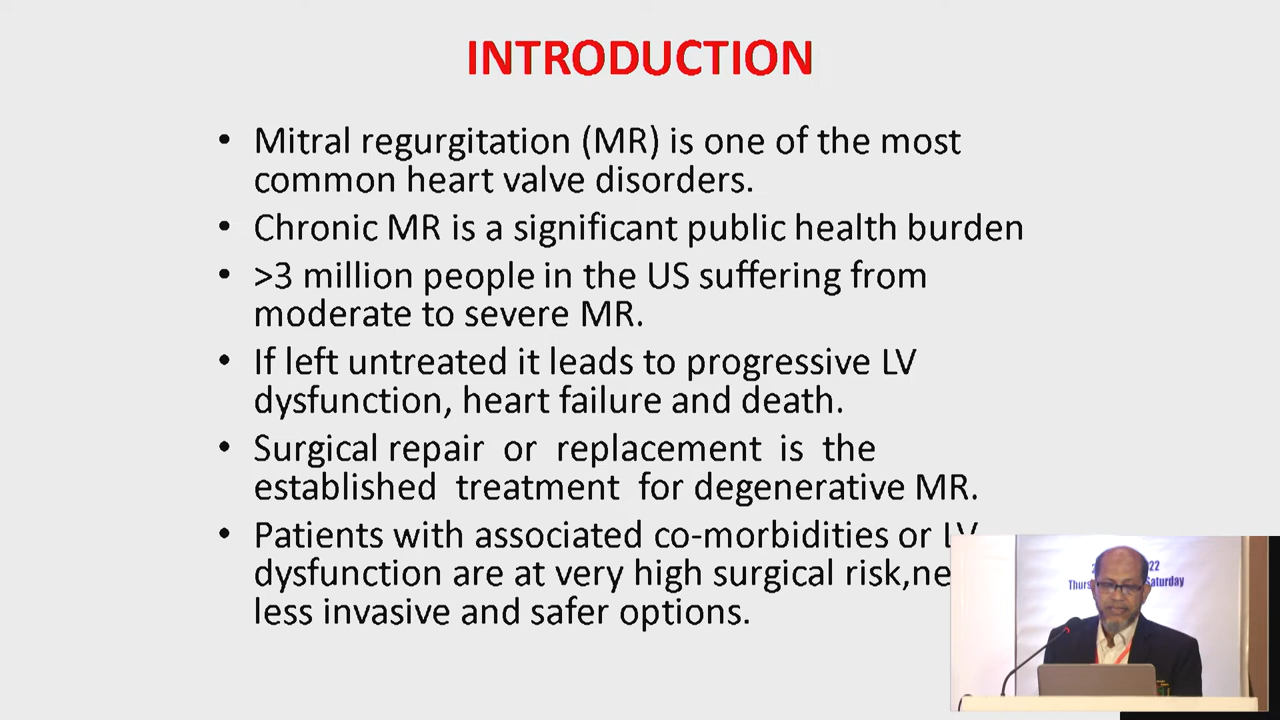 INTRODUCTION
• Mitral regurgitation (MR) is one of the most
common heart valve disorders.
• Chronic MR is a significant public health burden
• >3 million people in the US suffering from
moderate to severe MR.
• If left untreated it leads to progressive LV
dysfunction, heart failure and death.
• Surgical repair or replacement is the
established treatment for degenerative MR.
• Patients with associated co-morbidities or LV
dysfunction are at very high surgical risk,
less invasive and safer options.